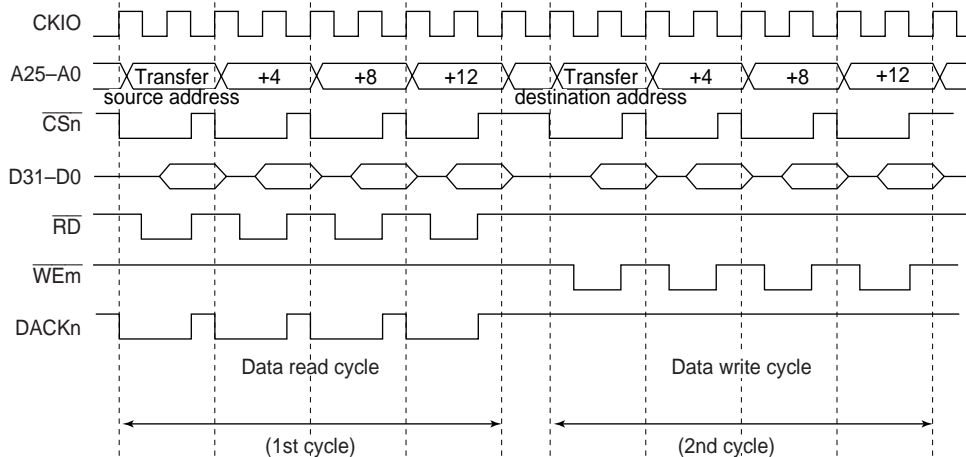 CKIO
A25–A0
Transfer +4 +8 +12 Transfer +4 +8 +12
source address destination address
CSn
D31–D0
RD
WEm
DACKn
Data read cycle Data write cycle
(1st cycle) (2nd cycle)